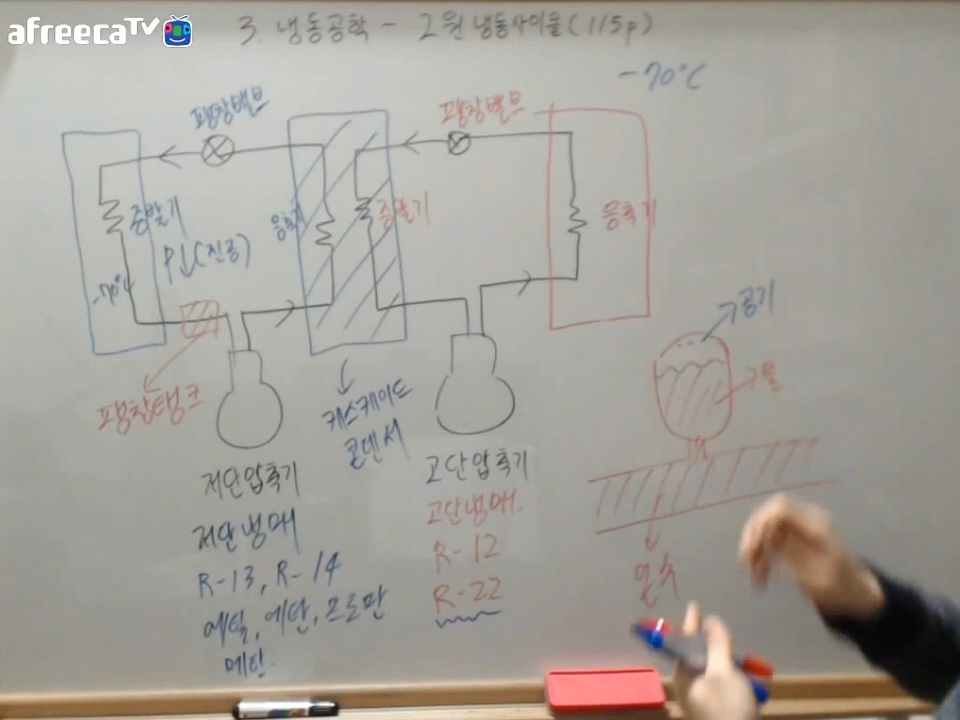 afreecaTV
3. 냉동공학 - 2원 냉동사이클(115p)
-70°C
팽창밸브
팽창밸브
증발기
응축기
증발기
응축기
P↓(진공)
-70°C
공기
물
팽창탱크
캐스케이드
콘덴서
저단압축기
고단압축기
저단냉매
고단냉매.
R-13, R-14
R-12
에틸, 에탄, 프로판
R-22
메탄.
온수